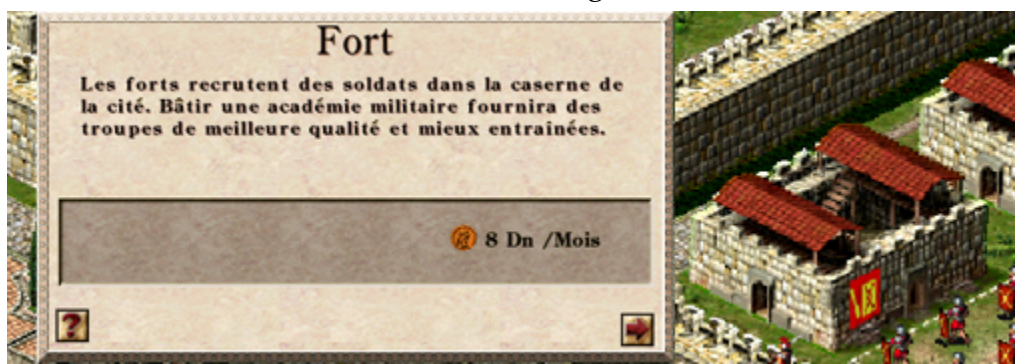 Fort
Les forts recrutent des soldats dans la caserne de
la cité. Bâtir une académie militaire fournira des
troupes de meilleure qualité et mieux entrainées.
8 Dn /Mois
?